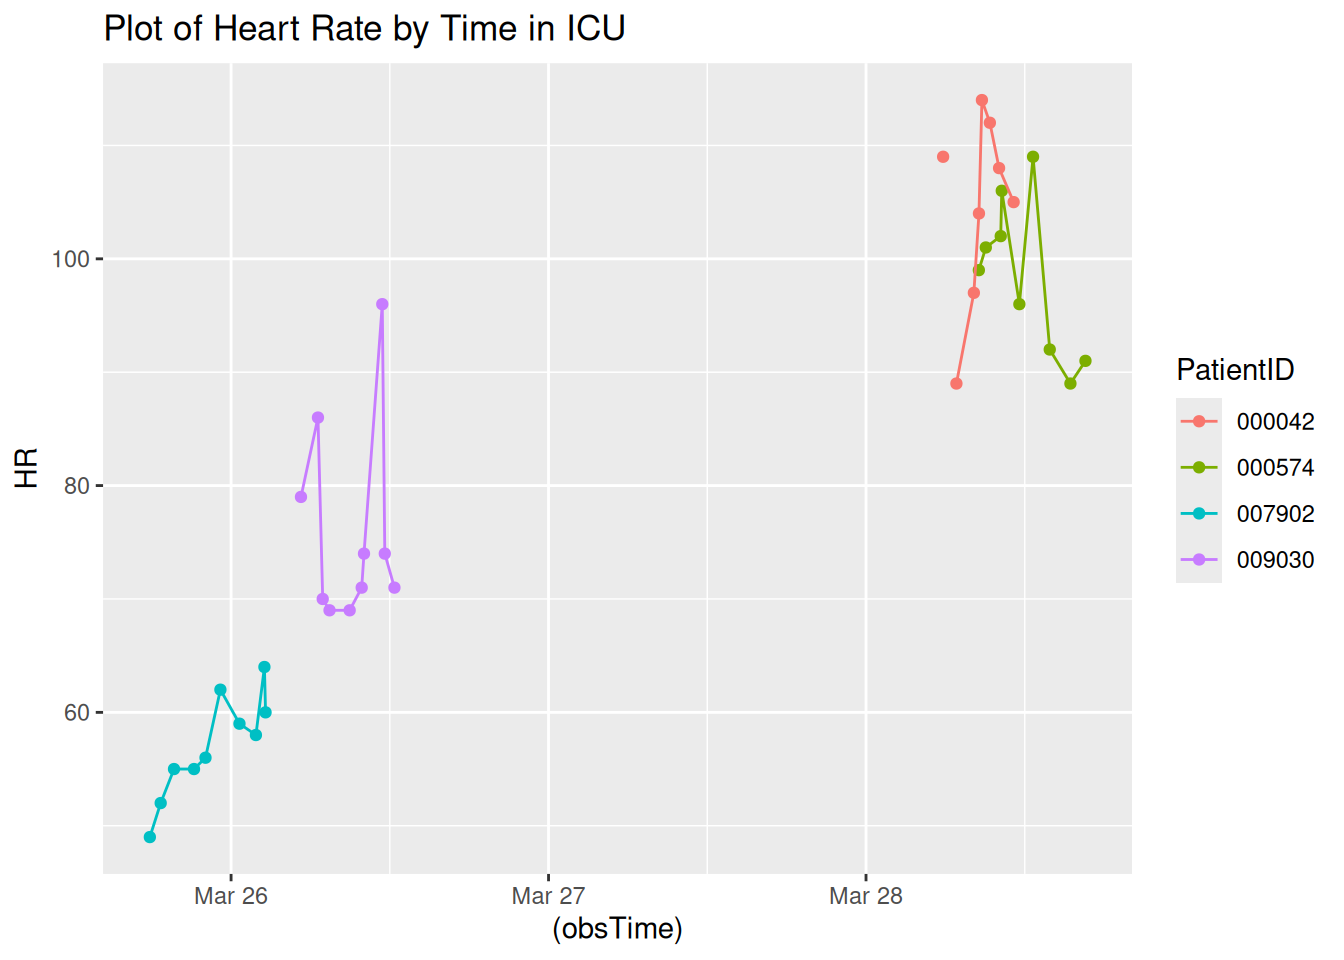 Plot of Heart Rate by Time in ICU
HR
100
80
60
Mar 26
Mar 27
Mar 28
(obsTime)
PatientID
000042
000574
007902
009030